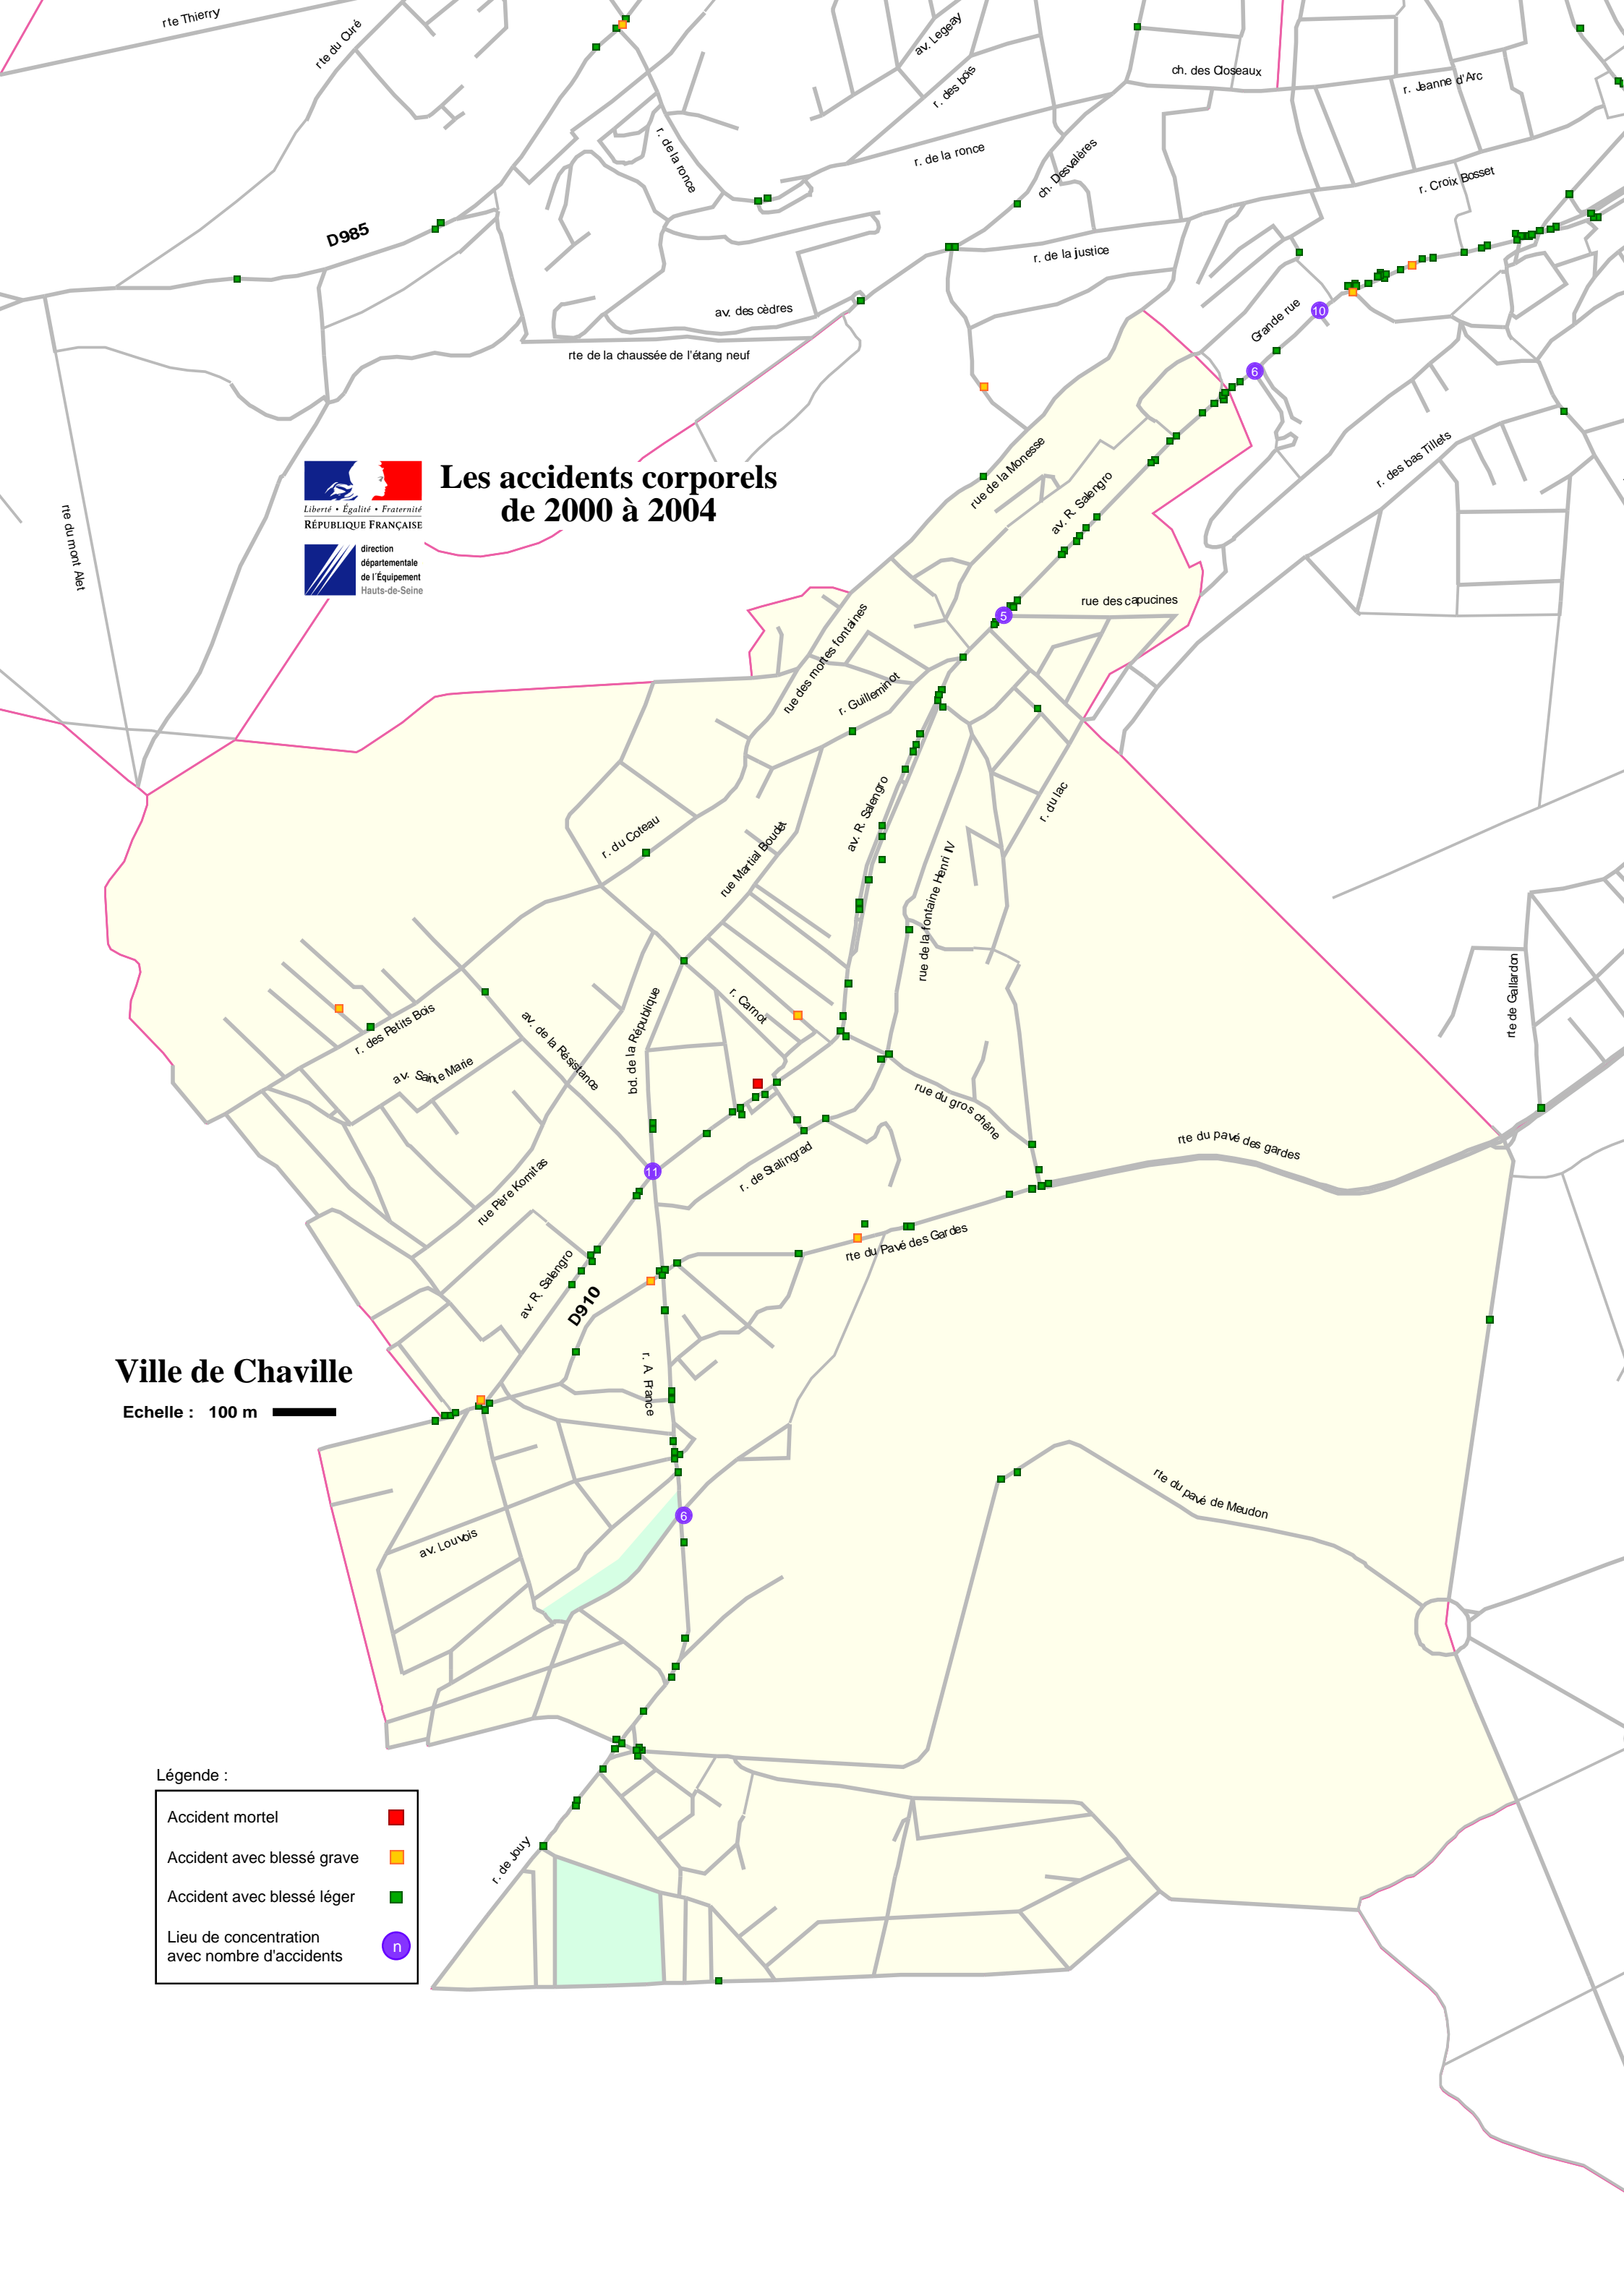 rte Thierry
rte du Curé
av. Legeay
r. des bois
ch. des Closeaux
r. Jeanne d'Arc
r. de la ronce
r. de la ronce
ch. Desvalères
r. Croix Bosset
D985
r. de la justice
av. des cèdres
Grande rue
10
rte de la chaussée de l'étang neuf
6
Liberté • Égalité • Fraternité
RÉPUBLIQUE FRANÇAISE
Les accidents corporels
de 2000 à 2004
rue de la Monesse
r. des bas Tillets
av. R. Salengro
rte du mont Alet
direction
départementale
de l'Équipement
Hauts-de-Seine
5
rue des capucines
rue des mortes fontaines
r. Guilleminot
r. du lac
av. R. Salengro
r. du Coteau
rue Martial Boudet
rue de la fontaine Henri IV
rte de Gallardon
r. Carnot
bd. de la République
r. des Petits Bois
av. de la Résistance
av. Sainte Marie
rue du gros chêne
rte du pavé des gardes
11
r. de Stalingrad
rue Père Komitas
rte du Pavé des Gardes
av. R. Salengro
D910
Ville de Chaville
Echelle : 100 m
r. A. France
rte du pavé de Meudon
6
av. Louvois
Légende :
Accident mortel
Accident avec blessé grave
Accident avec blessé léger
Lieu de concentration
avec nombre d'accidents
n
r. de Jouy